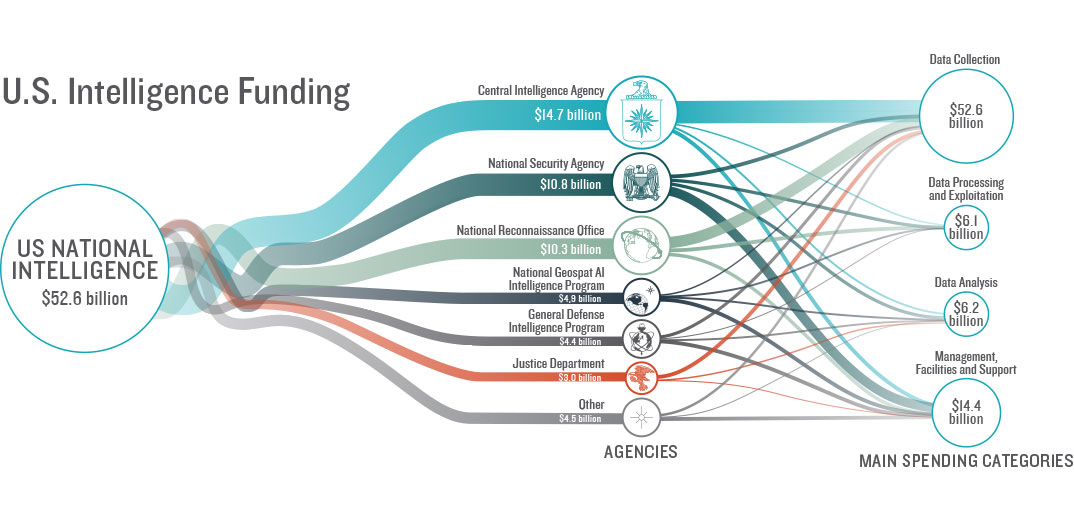 U.S. Intelligence Funding
US NATIONAL
INTELLIGENCE
$52.6 billion
Central Intelligence Agency
$14.7 billion
National Security Agency
$10.8 billion
National Reconnaissance Office
$10.3 billion
National Geospat AI
Intelligence Program
$4,9 billion
General Defense
Intelligence Program
$4.4 billion
Justice Department
$3.0 billion
Other
$4.5 billion
AGENCIES
Data Collection
$52.6
billion
Data Processing
and Exploitation
$6.1
billion
Data Analysis
$6.2
billion
Management,
Facilities and Support
$14.4
billion
MAIN SPENDING CATEGORIES